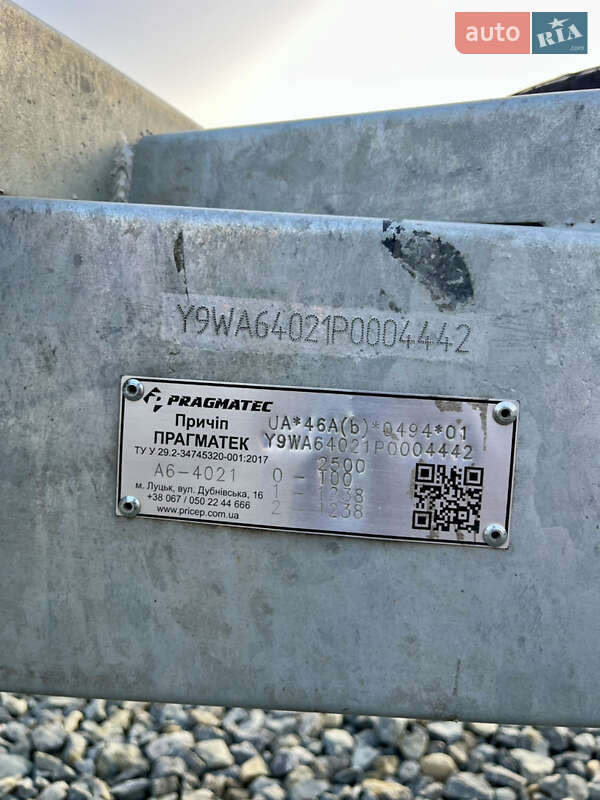 auto RIA .com
Y9WA64021P0004442
PRAGMATEC
Причіп
ПРАГМАТЕК
ТУ У 29.2-34745320-001:2017
A6-4021
м. Луцьк, вул. Дубнівська, 16
+38 067 / 050 22 44 666
www.pricep.com.ua
UA*46A(b)*0494*01
Y9WA64021P0004442
2500
0 - 100
1 - 1238
2 - 1238